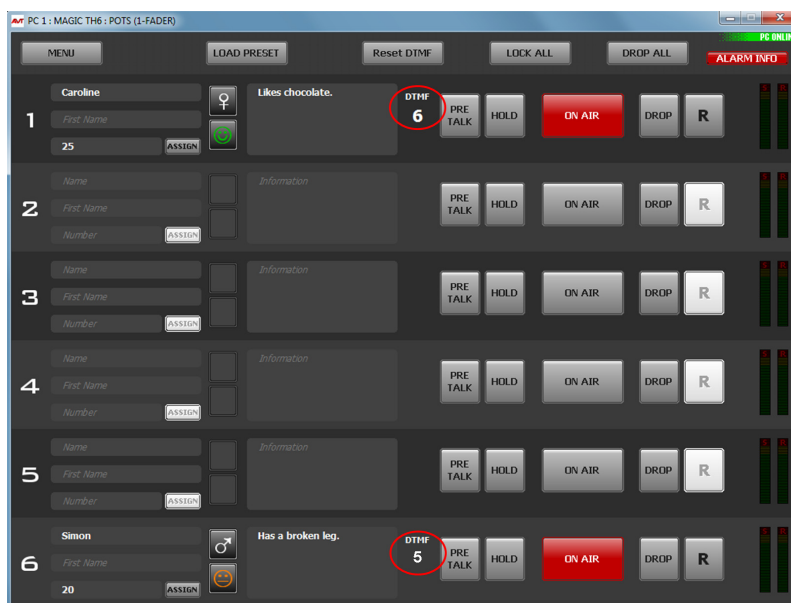 AVT PC 1 : MAGIC TH6 : POTS (1-FADER)
PC ONLIN
MENU LOAD PRESET Reset DTMF LOCK ALL DROP ALL ALARM INFO
1
Caroline
First Name
25 ASSIGN
Likes chocolate.
DTMF
6
PRE TALK HOLD ON AIR DROP R
2
Name
First Name
Number ASSIGN
Information
PRE TALK HOLD ON AIR DROP R
3
Name
First Name
Number ASSIGN
Information
PRE TALK HOLD ON AIR DROP R
4
Name
First Name
Number ASSIGN
Information
PRE TALK HOLD ON AIR DROP R
5
Name
First Name
Number ASSIGN
Information
PRE TALK HOLD ON AIR DROP R
6
Simon
First Name
20 ASSIGN
Has a broken leg.
DTMF
5
PRE TALK HOLD ON AIR DROP R